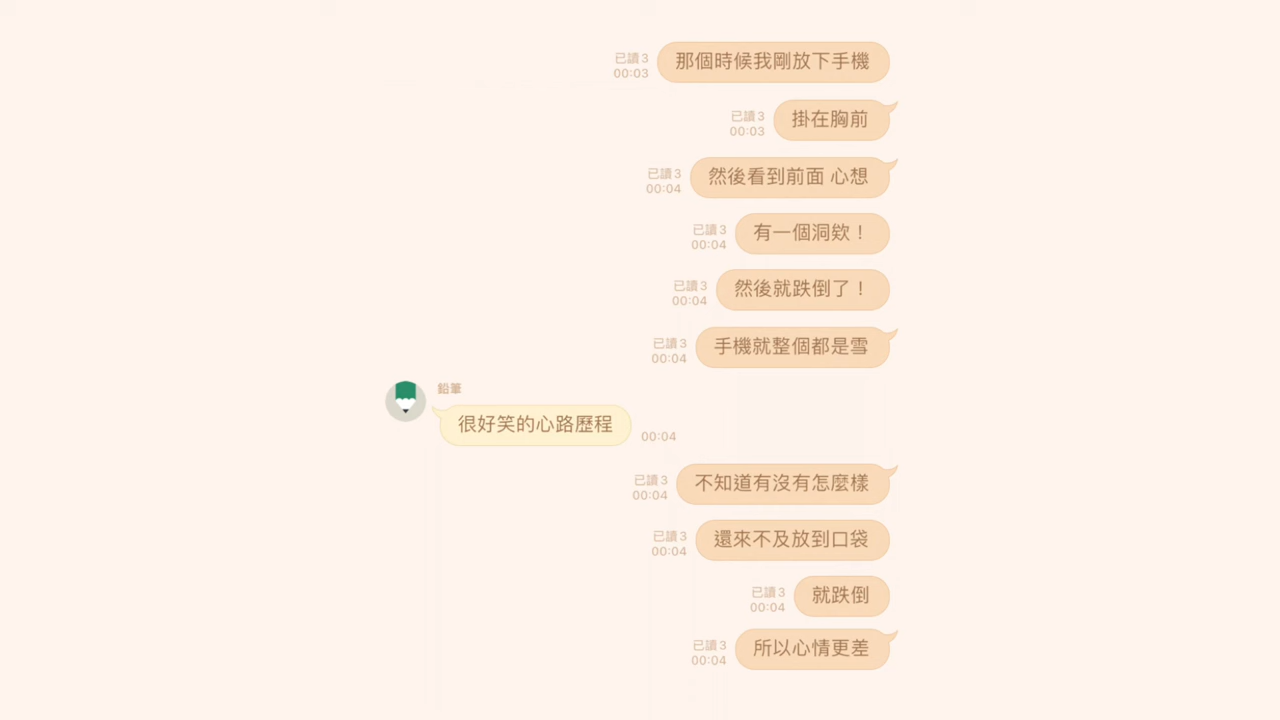 已讀3
00:03
那個時候我剛放下手機
已讀3
00:03
掛在胸前
已讀3
00:04
然後看到前面 心想
已讀3
00:04
有一個洞欸！
已讀3
00:04
然後就跌倒了！
已讀3
00:04
手機就整個都是雪
鉛筆
很好笑的心路歷程
00:04
已讀3
00:04
不知道有沒有怎麼樣
已讀3
00:04
還來不及放到口袋
已讀3
00:04
就跌倒
已讀3
00:04
所以心情更差